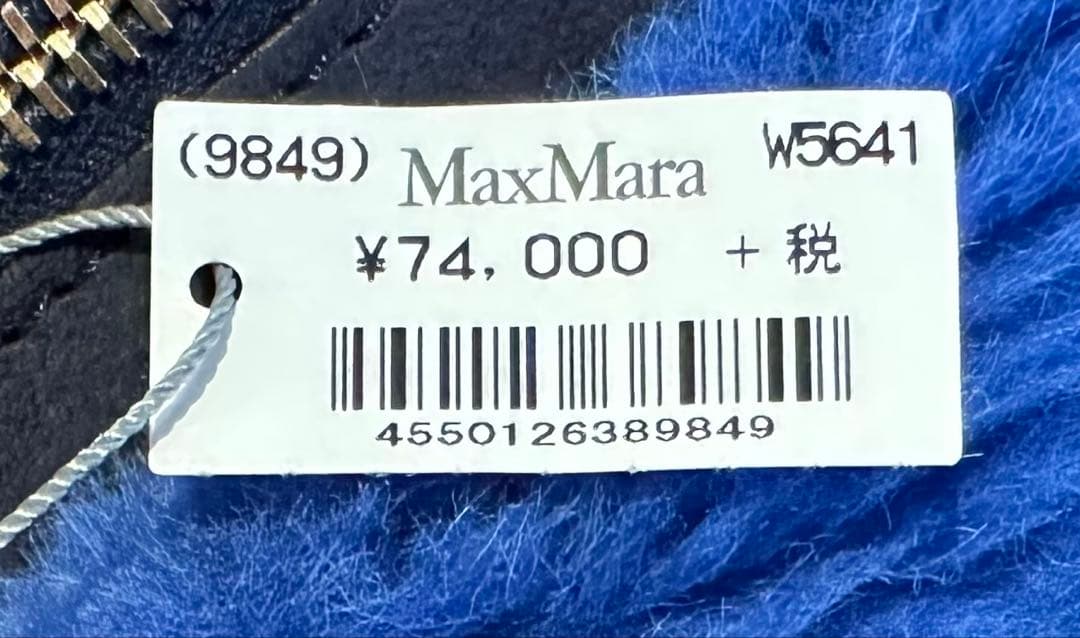 (9849) MaxMara W5641
¥74,000 + 税
4550126389849